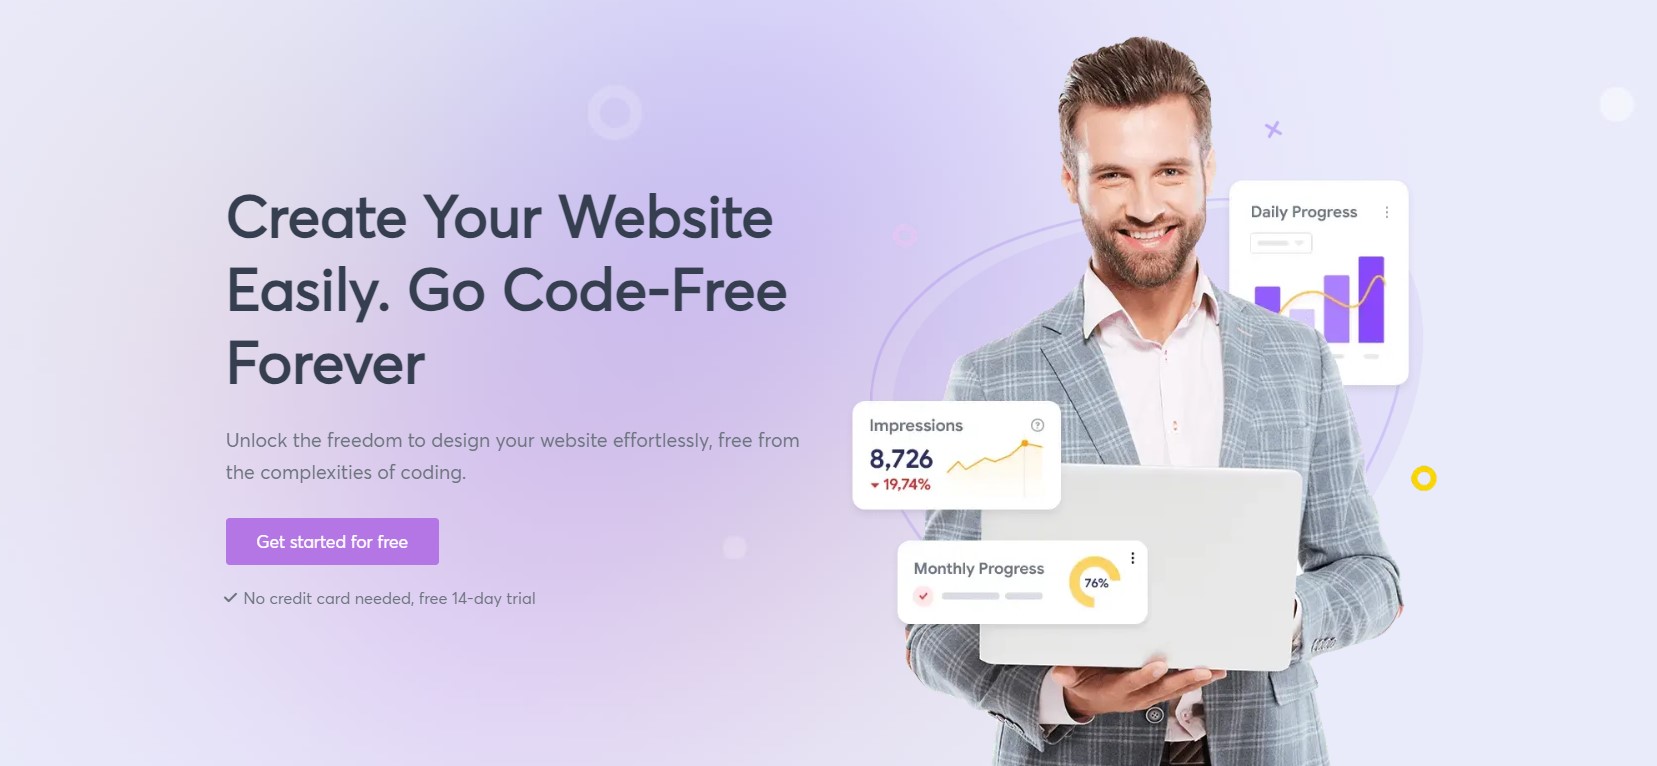 Create Your Website
Easily. Go Code-Free
Forever
Unlock the freedom to design your website effortlessly, free from
the complexities of coding.
Get started for free
No credit card needed, free 14-day trial
Daily Progress
Impressions
8,726
19,74%
Monthly Progress
76%